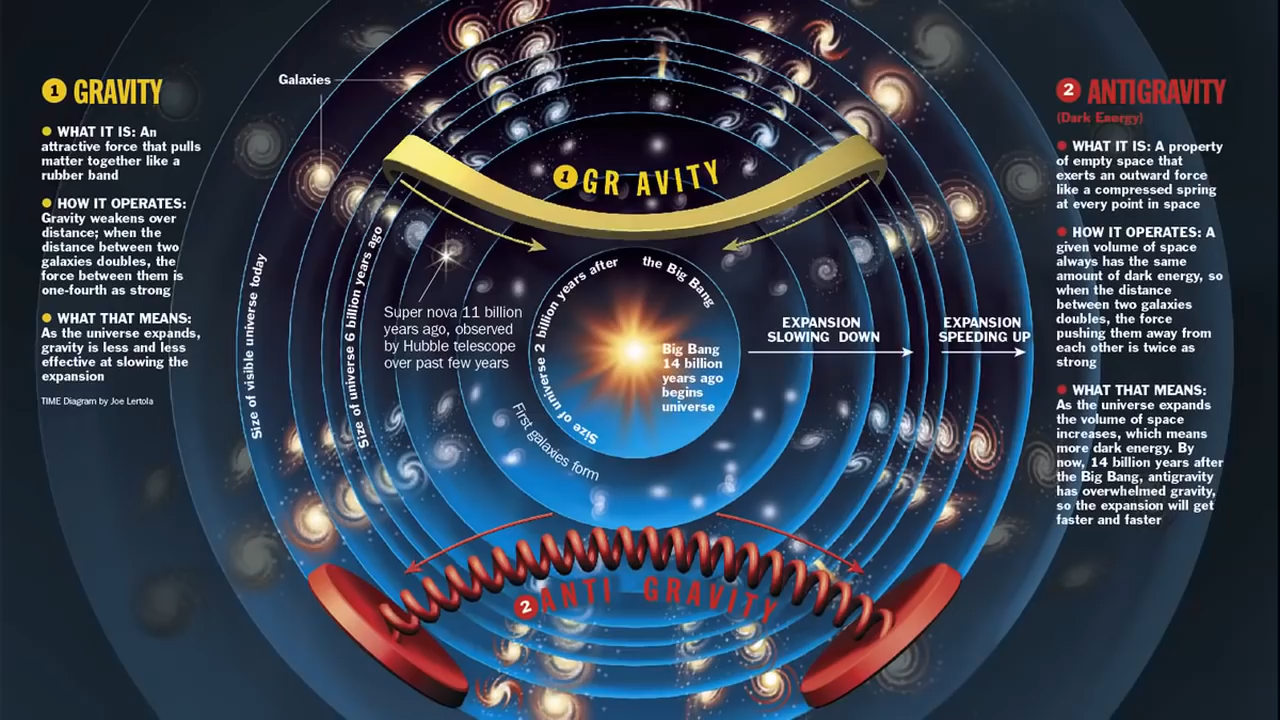 1 GRAVITY
WHAT IT IS: An
attractive force that pulls
matter together like a
rubber band
HOW IT OPERATES:
Gravity weakens over
distance; when the
distance between two
galaxies doubles, the
force between them is
one-fourth as strong
WHAT THAT MEANS:
As the universe expands,
gravity is less and less
effective at slowing the
expansion
TIME Diagram by Joe Lertola
Galaxies
1 GR AVITY
Size of visible universe today
Size of universe 6 billion years ago
Super nova 11 billion
years ago, observed
by Hubble telescope
over past few years
Size of universe 2 billion years after the Big Bang
Big Bang
14 billion
years ago
begins
universe
First galaxies form
EXPANSION
SLOWING DOWN
EXPANSION
SPEEDING UP
2 ANTI GRAVITY
2 ANTIGRAVITY
(Dark Energy)
WHAT IT IS: A property
of empty space that
exerts an outward force
like a compressed spring
at every point in space
HOW IT OPERATES: A
given volume of space
always has the same
amount of dark energy, so
when the distance
between two galaxies
doubles, the force
pushing them away from
each other is twice as
strong
WHAT THAT MEANS:
As the universe expands
the volume of space
increases, which means
more dark energy. By
now, 14 billion years after
the Big Bang, antigravity
has overwhelmed gravity,
so the expansion will get
faster and faster